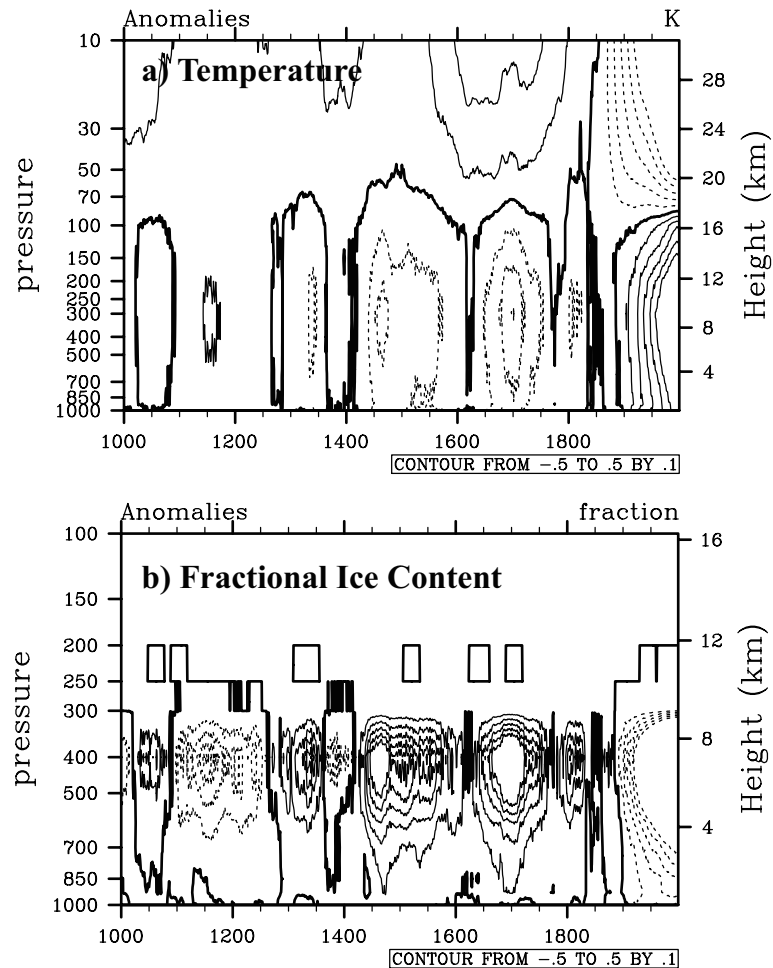 Anomalies K
a) Temperature
10
30
50
70
100
150
200
250
300
400
500
700
850
1000
pressure
28
24
20
16
12
8
4
Height (km)
1000 1200 1400 1600 1800
CONTOUR FROM -.5 TO .5 BY .1
Anomalies fraction
b) Fractional Ice Content
100
150
200
250
300
400
500
700
850
1000
pressure
16
12
8
4
Height (km)
1000 1200 1400 1600 1800
CONTOUR FROM -.5 TO .5 BY .1